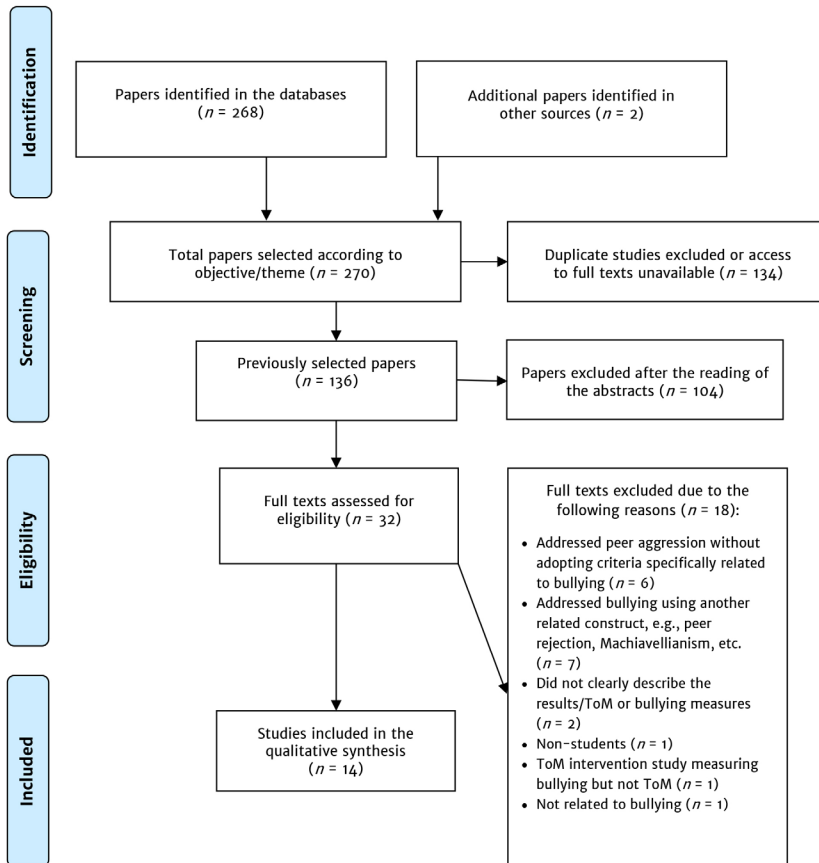 Identification
Papers identified in the databases
(n = 268)
Additional papers identified in
other sources (n = 2)
Screening
Total papers selected according to
objective/theme (n = 270)
Duplicate studies excluded or access
to full texts unavailable (n = 134)
Previously selected papers
(n = 136)
Papers excluded after the reading of
the abstracts (n = 104)
Eligibility
Full texts assessed for
eligibility (n = 32)
Full texts excluded due to the
following reasons (n = 18):
• Addressed peer aggression without
adopting criteria specifically related
to bullying (n = 6)
• Addressed bullying using another
related construct, e.g., peer
rejection, Machiavellianism, etc.
(n = 7)
• Did not clearly describe the
results/ToM or bullying measures
(n = 2)
• Non-students (n = 1)
• ToM intervention study measuring
bullying but not ToM (n = 1)
• Not related to bullying (n = 1)
Included
Studies included in the
qualitative synthesis
(n = 14)